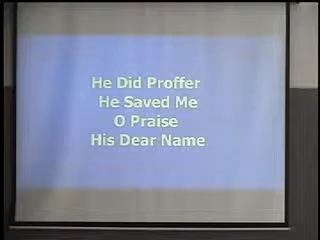 He Did Proffer
He Saved Me
O Praise
His Dear Name